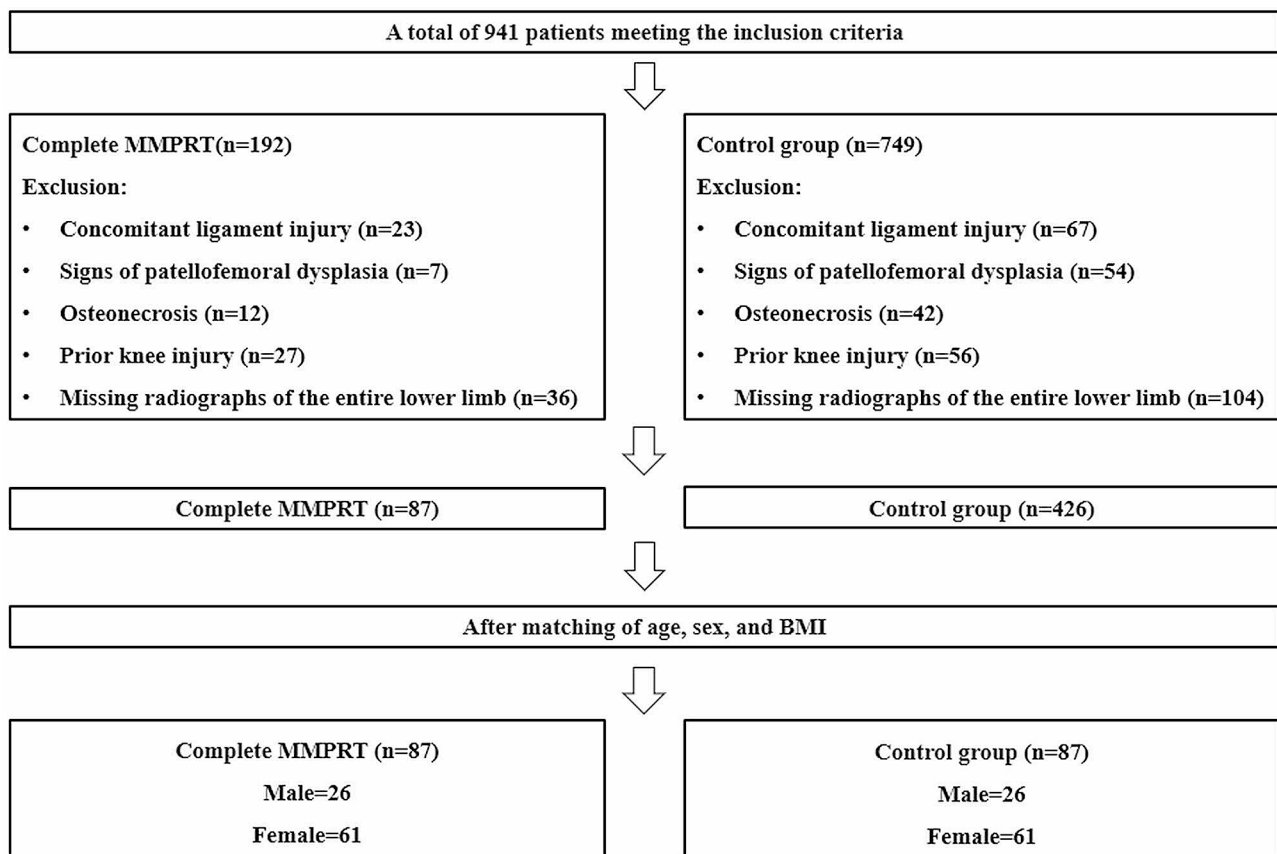 A total of 941 patients meeting the inclusion criteria
Complete MMPRT(n=192)
Exclusion:
• Concomitant ligament injury (n=23)
• Signs of patellofemoral dysplasia (n=7)
• Osteonecrosis (n=12)
• Prior knee injury (n=27)
• Missing radiographs of the entire lower limb (n=36)
Control group (n=749)
Exclusion:
• Concomitant ligament injury (n=67)
• Signs of patellofemoral dysplasia (n=54)
• Osteonecrosis (n=42)
• Prior knee injury (n=56)
• Missing radiographs of the entire lower limb (n=104)
Complete MMPRT (n=87)
Control group (n=426)
After matching of age, sex, and BMI
Complete MMPRT (n=87)
Male=26
Female=61
Control group (n=87)
Male=26
Female=61